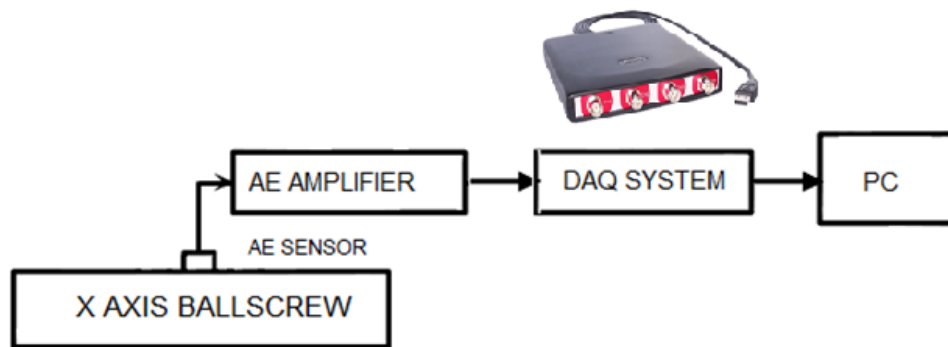 AE AMPLIFIER
DAQ SYSTEM
PC
AE SENSOR
X AXIS BALLSCREW